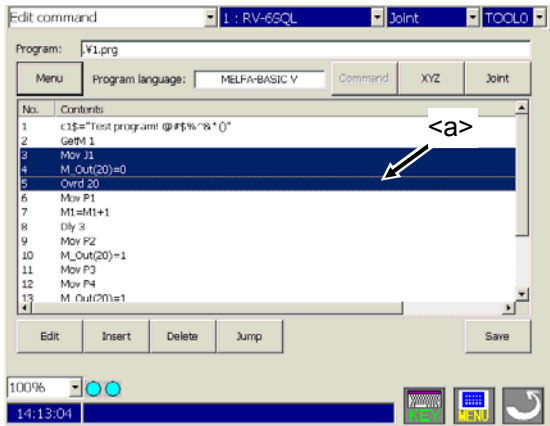 Edit command 1 : RV-6SQL Joint TOOL0
Program: .¥1.prg
Menu Program language: MELFA-BASIC V Command XYZ Joint
No. Contents
1 c1$="Test program! @#$%^&*()"
2 GetM 1
3 Mov J1
4 M_Out(20)=0
5 Ovrd 20
6 Mov P1
7 M1=M1+1
8 Dly 3
9 Mov P2
10 M_Out(20)=1
11 Mov P3
12 Mov P4
13 M_Out(20)=1
<a>
Edit Insert Delete Jump Save
100%
14:13:04
KEY MENU